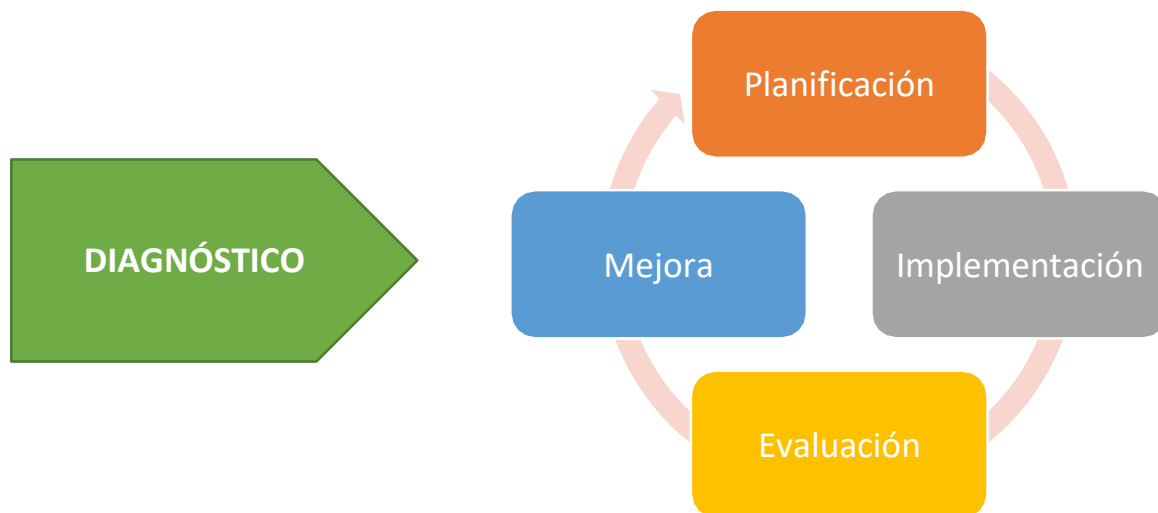 DIAGNÓSTICO
Planificación
Implementación
Evaluación
Mejora